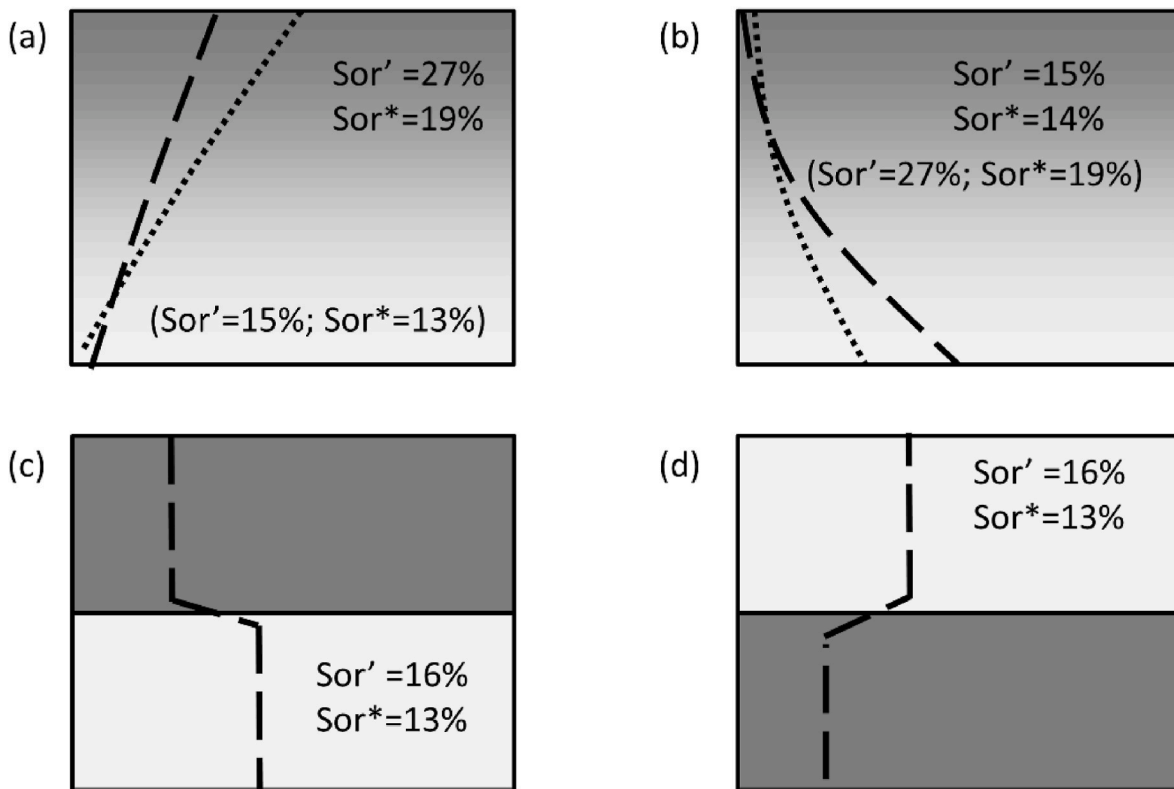 (a)
Sor’ =27%
Sor*=19%
(Sor’=15%; Sor*=13%)
(b)
Sor’ =15%
Sor*=14%
(Sor’=27%; Sor*=19%)
(c)
Sor’ =16%
Sor*=13%
(d)
Sor’ =16%
Sor*=13%